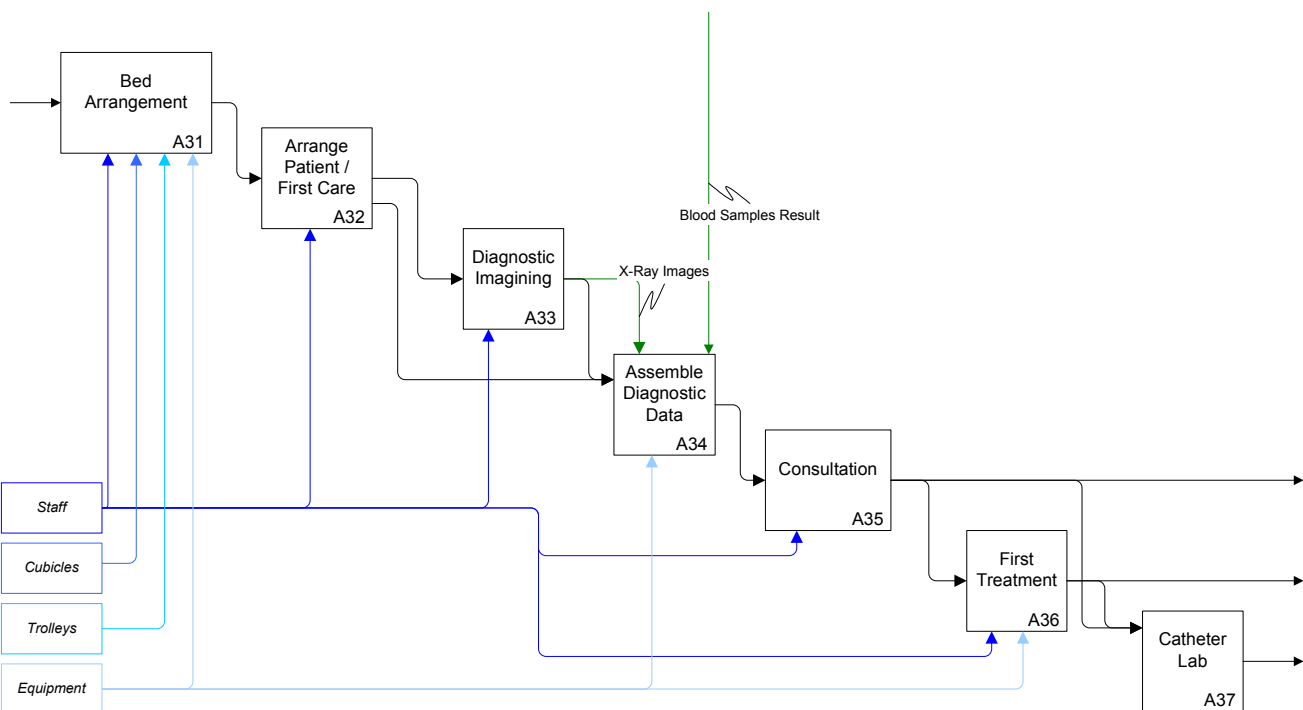 Bed
Arrangement
A31
Arrange
Patient /
First Care
A32
Blood Samples Result
Diagnostic
Imagining
A33
X-Ray Images
Assemble
Diagnostic
Data
A34
Consultation
A35
Staff
Cubicles
Trolleys
Equipment
First
Treatment
A36
Catheter
Lab
A37